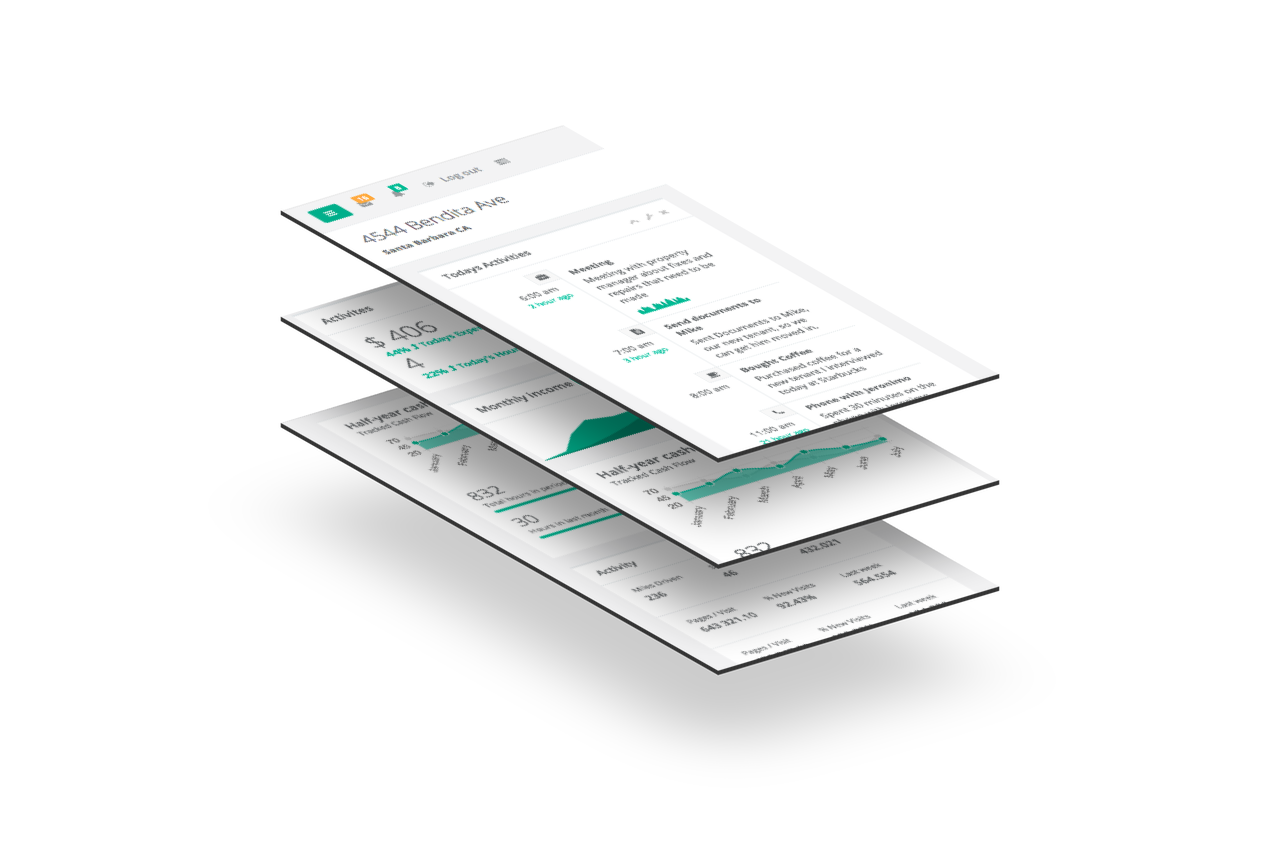 16
8
Log out
4544 Bendita Ave
Santa Barbara CA
Todays Activities
6:00 am
2 hour ago
Meeting
Meeting with property
manager about fixes and
repairs that need to be
made
7:00 am
3 hour ago
Send documents to
Mike
Sent Documents to Mike,
our new tenant, so we
can get him moved in.
8:00 am
Bought Coffee
Purchased coffee for a
new tenant I interviewed
today at Starbucks
11:00 am
21 hour ago
Phone with Jeronimo
Spent 30 minutes on the
Activites
$ 406
44% Todays
4
22% Today's
Monthly income
Half-year cash
Tracked Cash Flow
70
45
20
January
February
March
April
May
June
July
832
Half-year cash
Tracked Cash Flow
70
45
20
January
February
832
Total hours in period
30
Hours in last month
Activity
Miles Driven
236
46
432.021
Pages / Visit
643 321.10
% New Visits
92.43%
Last week
564.554
Pages / Visit
% New Visits
Last week